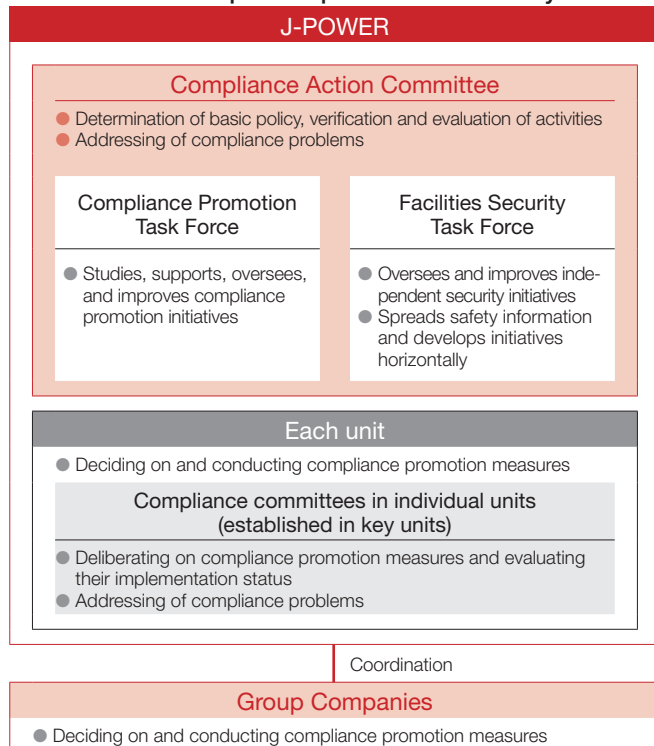 J-POWER
Compliance Action Committee
● Determination of basic policy, verification and evaluation of activities
● Addressing of compliance problems
Compliance Promotion
Task Force
● Studies, supports, oversees,
and improves compliance
promotion initiatives
Facilities Security
Task Force
● Oversees and improves inde-
pendent security initiatives
● Spreads safety information
and develops initiatives
horizontally
Each unit
● Deciding on and conducting compliance promotion measures
Compliance committees in individual units
(established in key units)
● Deliberating on compliance promotion measures and evaluating
their implementation status
● Addressing of compliance problems
Coordination
Group Companies
● Deciding on and conducting compliance promotion measures